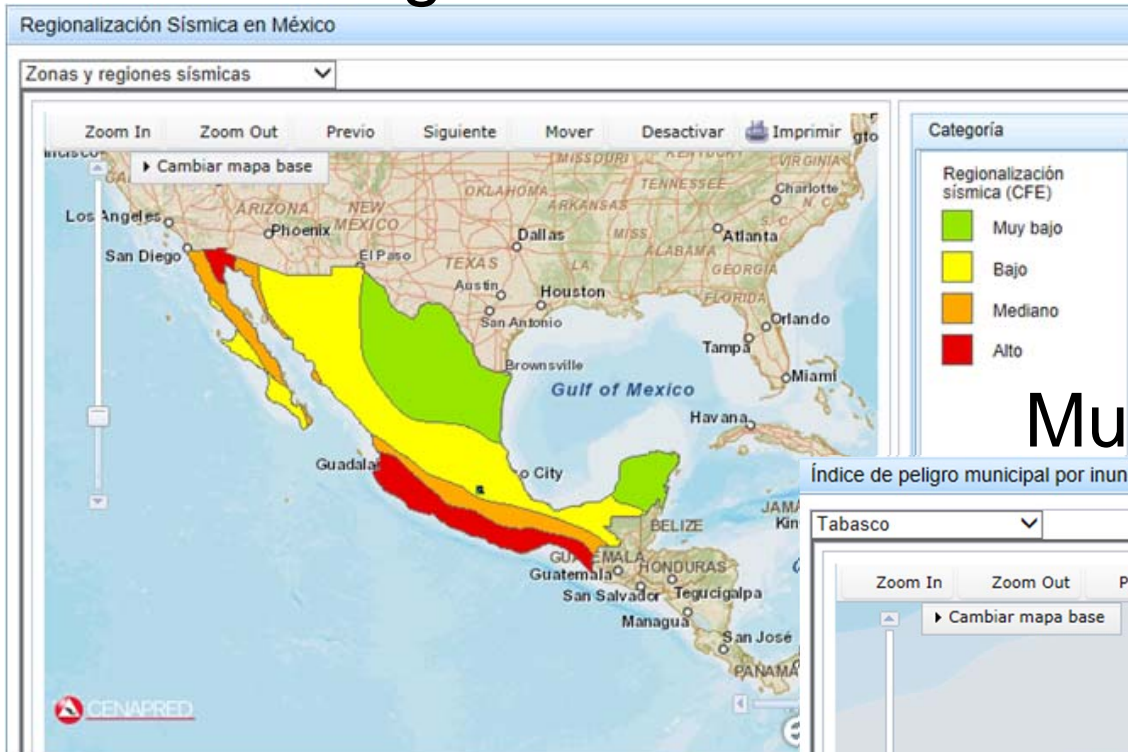 Regionalización Sísmica en México
Zonas y regiones sísmicas
Zoom In Zoom Out Previo Siguiente Mover Desactivar Imprimir
Cambiar mapa base
MISSOURI KENTUCKY VIRGINIA
OKLAHOMA TENNESSEE Charlotte
N. C.
ARKANSAS
Los Angeles ARIZONA NEW MEXICO
Phoenix Dallas MISS. Atlanta S. C.
San Diego El Paso TEXAS LA. ALABAMA GEORGIA
Austin Houston FLORIDA
San Antonio Orlando
Tampa
Brownsville Miami
Gulf of Mexico
Havana
Guadala
o City
BELIZE JAMA
Kin
GUATEMALA HONDURAS
Guatemala
San Salvador Tegucigalpa
Managua
San José
PANAMA
CENAPRED
Categoría
Regionalización
sísmica (CFE)
Muy bajo
Bajo
Mediano
Alto
Mu
Índice de peligro municipal por inun
Tabasco
Zoom In Zoom Out P
Cambiar mapa base